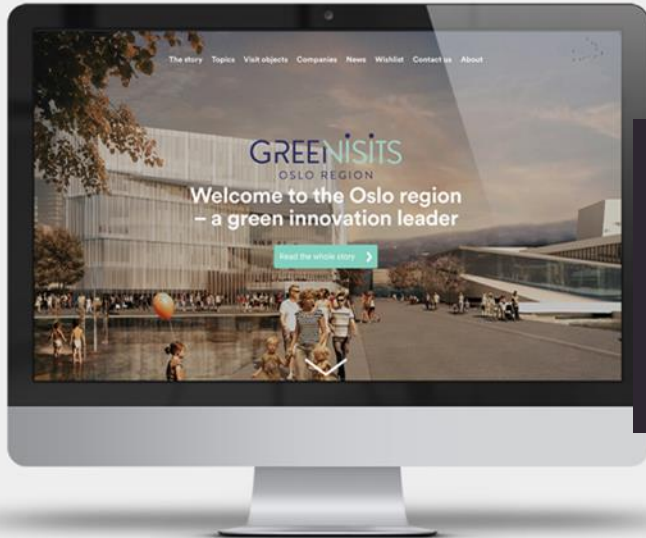 The story Topics Visit objects Companies News Wishlist Contact us About
GREENISITS
OSLO REGION
Welcome to the Oslo region
– a green innovation leader
Read the whole story